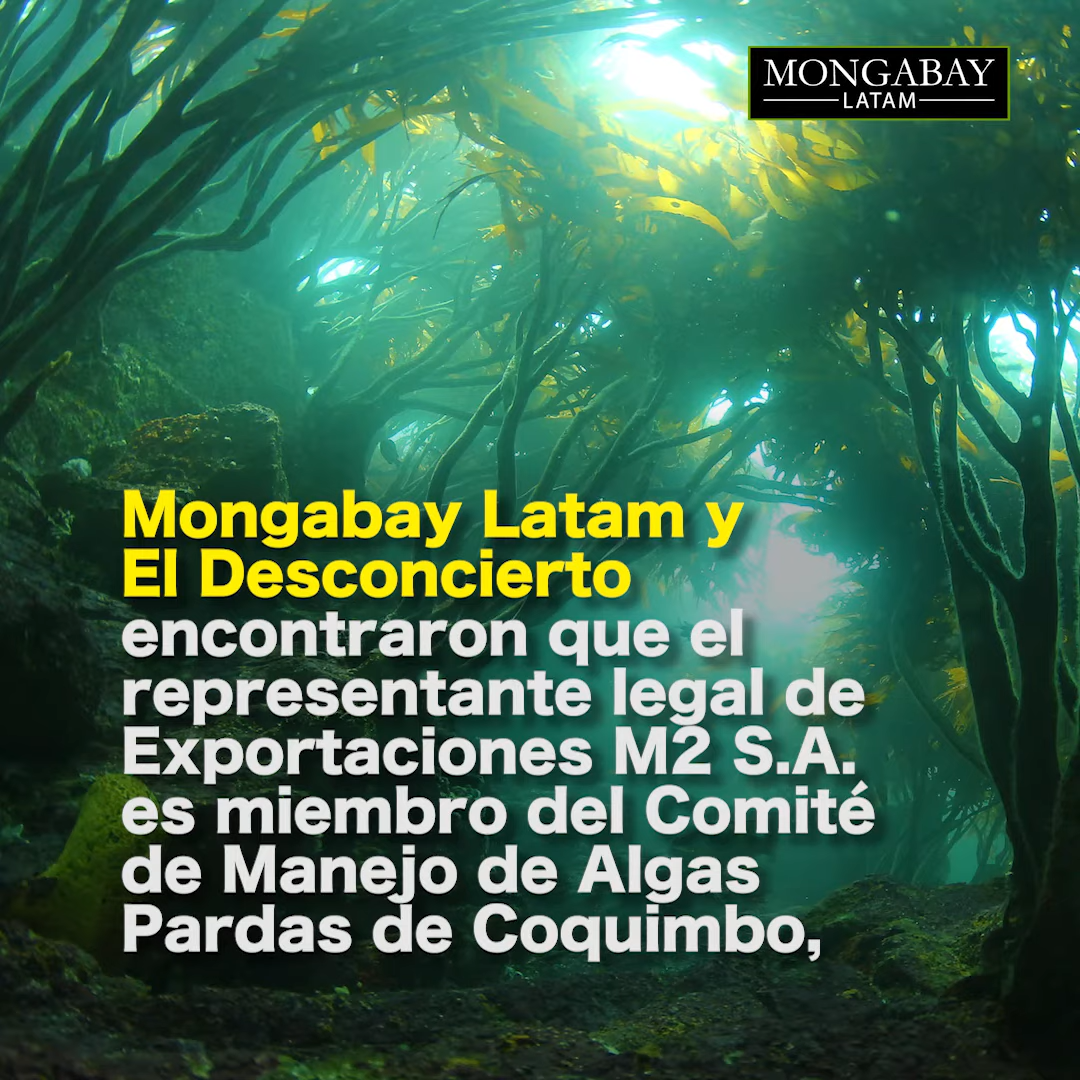 MONGABAY
LATAM
Mongabay Latam y
El Desconcierto
encontraron que el
representante legal de
Exportaciones M2 S.A.
es miembro del Comité
de Manejo de Algas
Pardas de Coquimbo,